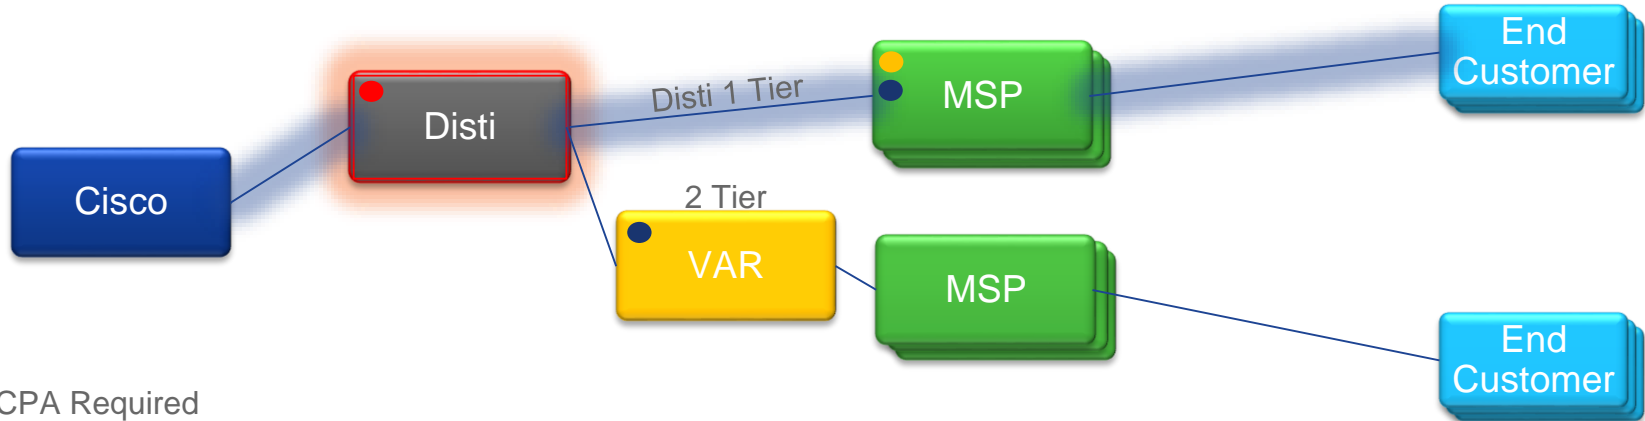 End
Customer
Disti 1 Tier
MSP
Disti
Cisco
2 Tier
VAR
MSP
End
Customer
CPA Required